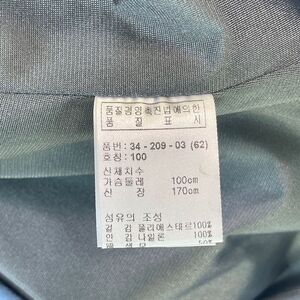 품질경영촉진법에의한
품 질 표 시
품번: 34 - 209 - 03 (62)
호칭: 100
신체치수
가슴둘레 100cm
신 장 170cm
섬유의 조성
겉 감 폴리에스테르100%
안 감 나일론 100%
50%